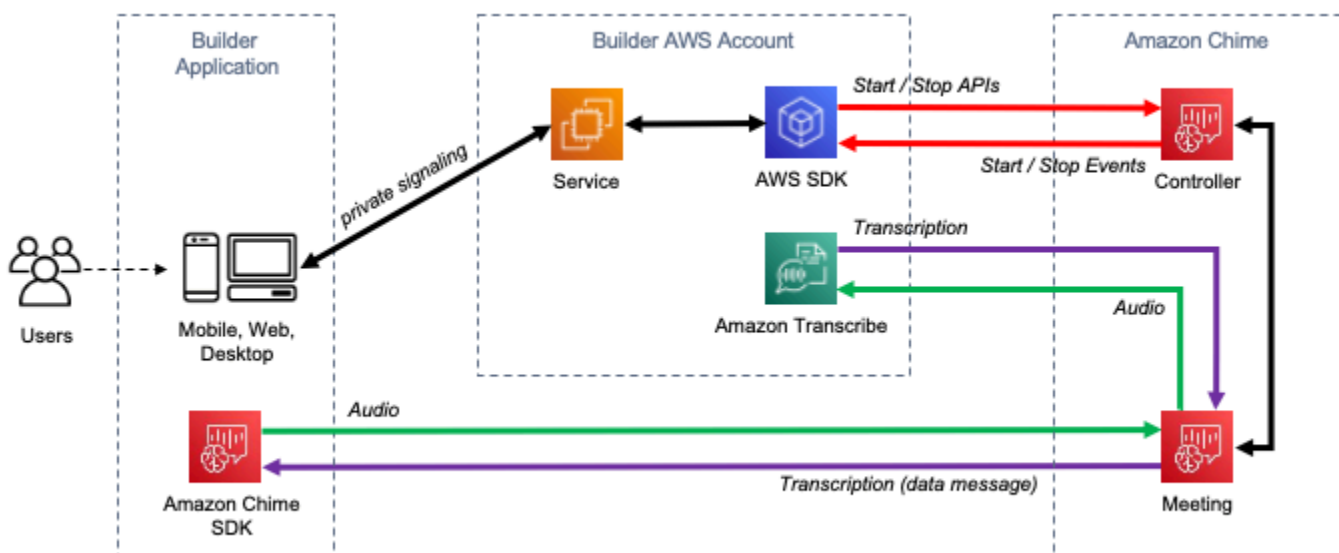 Builder
Application
Builder AWS Account
Amazon Chime
Start / Stop APIs
private signaling
Service
AWS SDK
Start / Stop Events
Controller
Transcription
Users
Mobile, Web,
Desktop
Amazon Transcribe
Audio
Audio
Amazon Chime
SDK
Transcription (data message)
Meeting